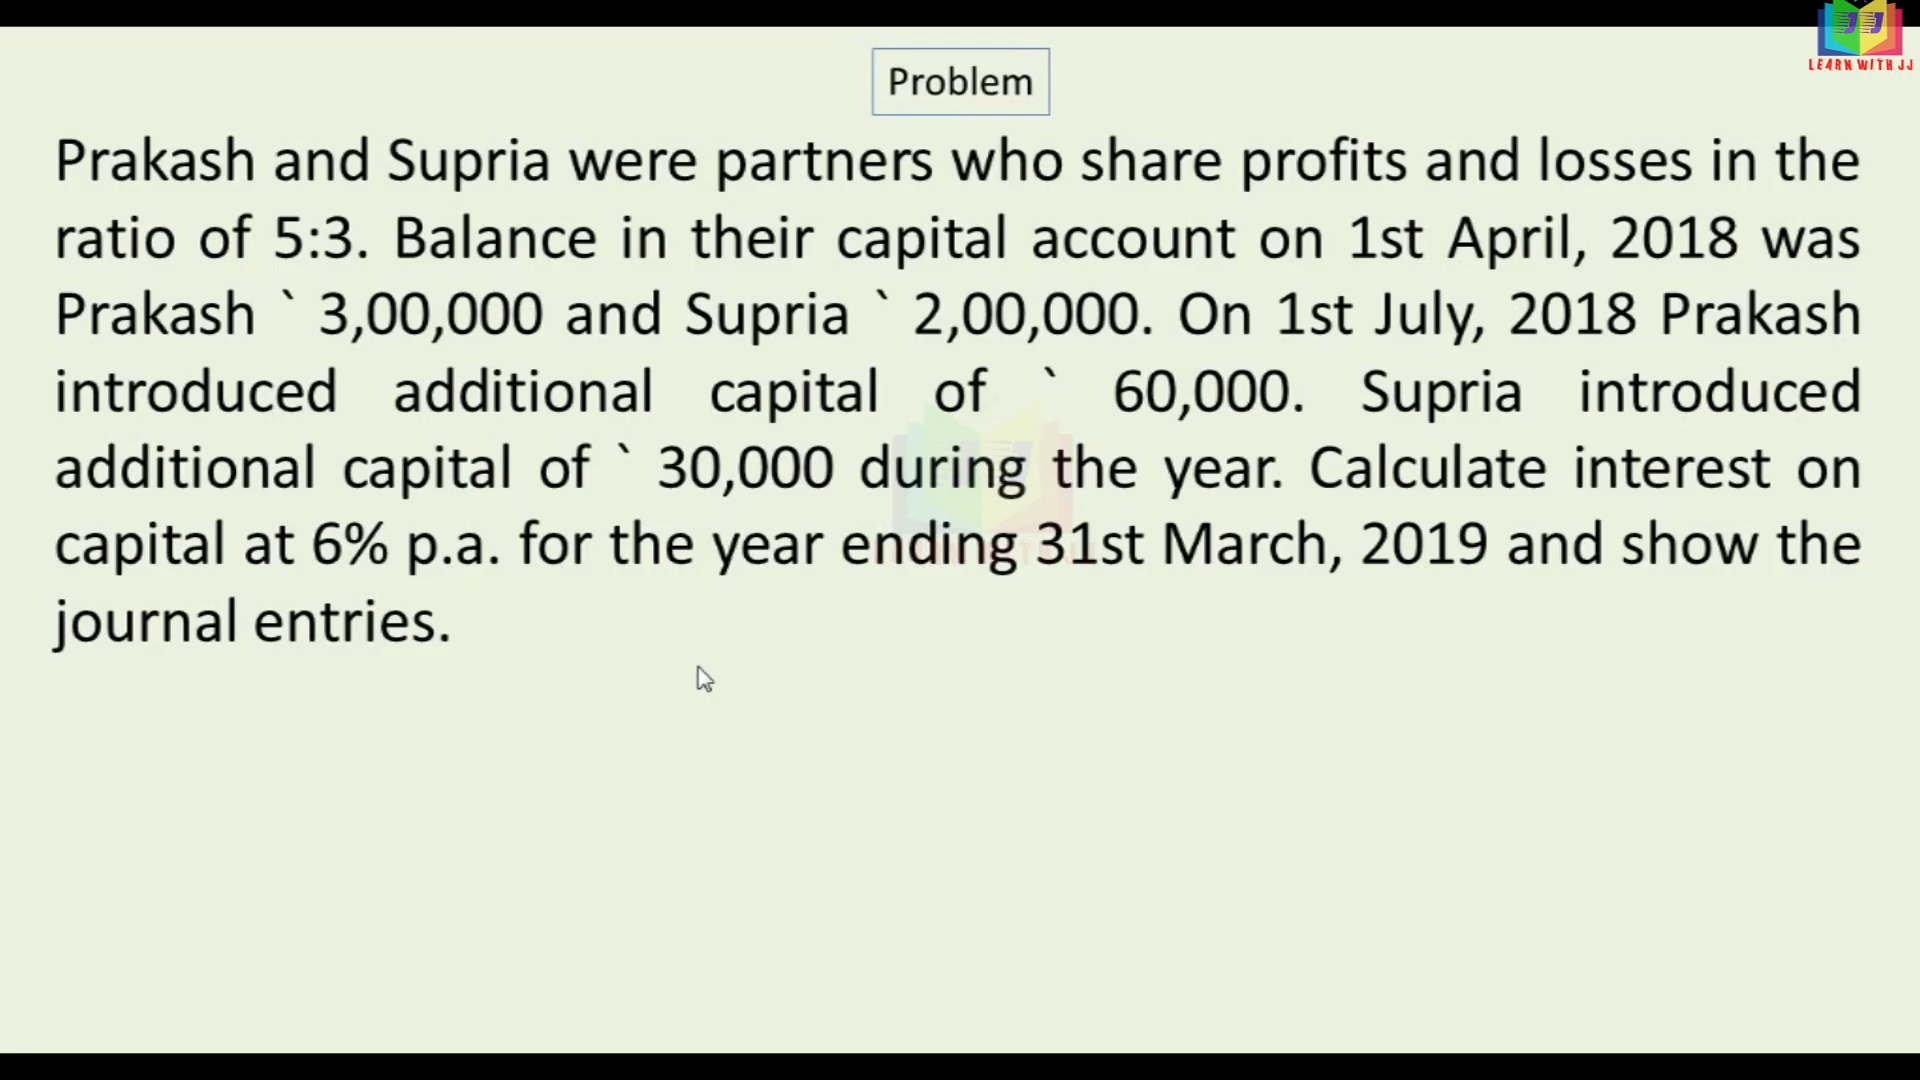 LEARN WITH JJ
Problem
Prakash and Supria were partners who share profits and losses in the
ratio of 5:3. Balance in their capital account on 1st April, 2018 was
Prakash ` 3,00,000 and Supria ` 2,00,000. On 1st July, 2018 Prakash
introduced additional capital of ` 60,000. Supria introduced
additional capital of ` 30,000 during the year. Calculate interest on
capital at 6% p.a. for the year ending 31st March, 2019 and show the
journal entries.